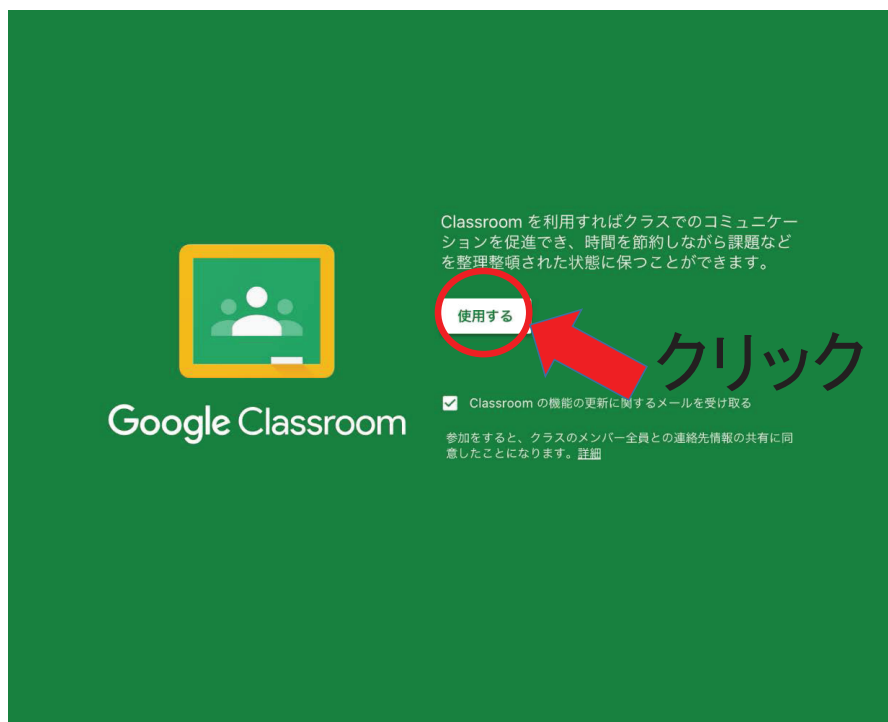 Classroom を利用すればクラスでのコミュニケー
ションを促進でき、時間を節約しながら課題など
を整理整頓された状態に保つことができます。
使用する
クリック
Classroom の機能の更新に関するメールを受け取る
Google Classroom
参加をすると、クラスのメンバー全員との連絡先情報の共有に同
意したことになります。詳細